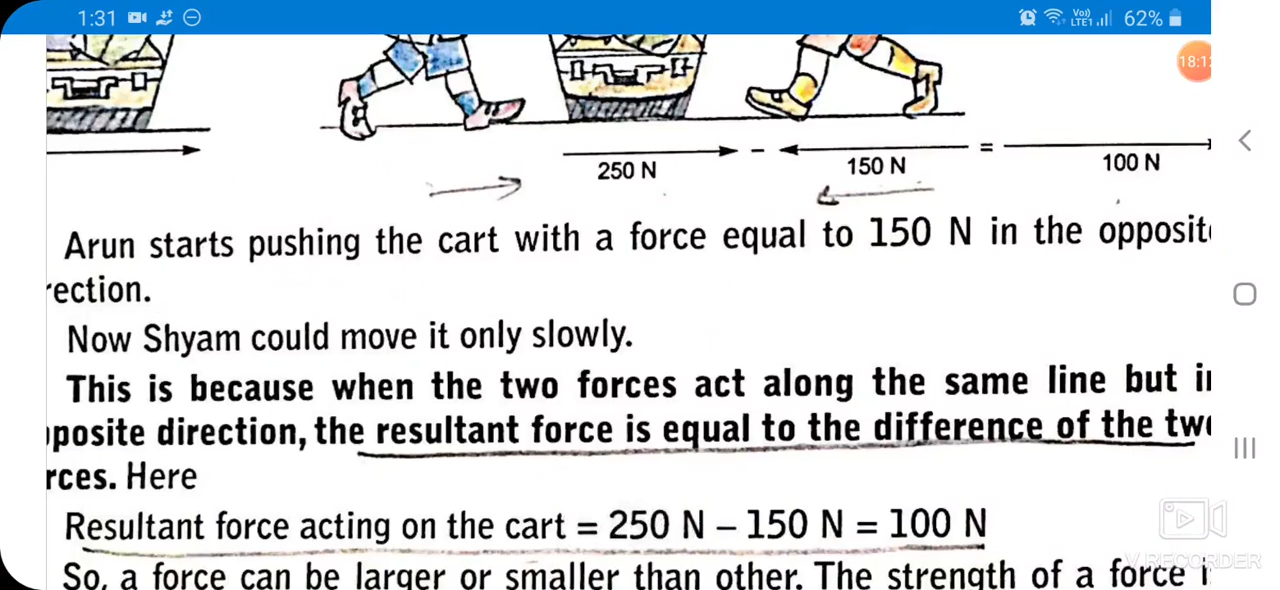 1:31
Vo)) LTE1 62%
18:1
250 N - 150 N = 100 N
Arun starts pushing the cart with a force equal to 150 N in the opposit
rection.
Now Shyam could move it only slowly.
This is because when the two forces act along the same line but i
posite direction, the resultant force is equal to the difference of the tw
rces. Here
Resultant force acting on the cart = 250 N – 150 N = 100 N
So, a force can be larger or smaller than other. The strength of a force
V RECORDER